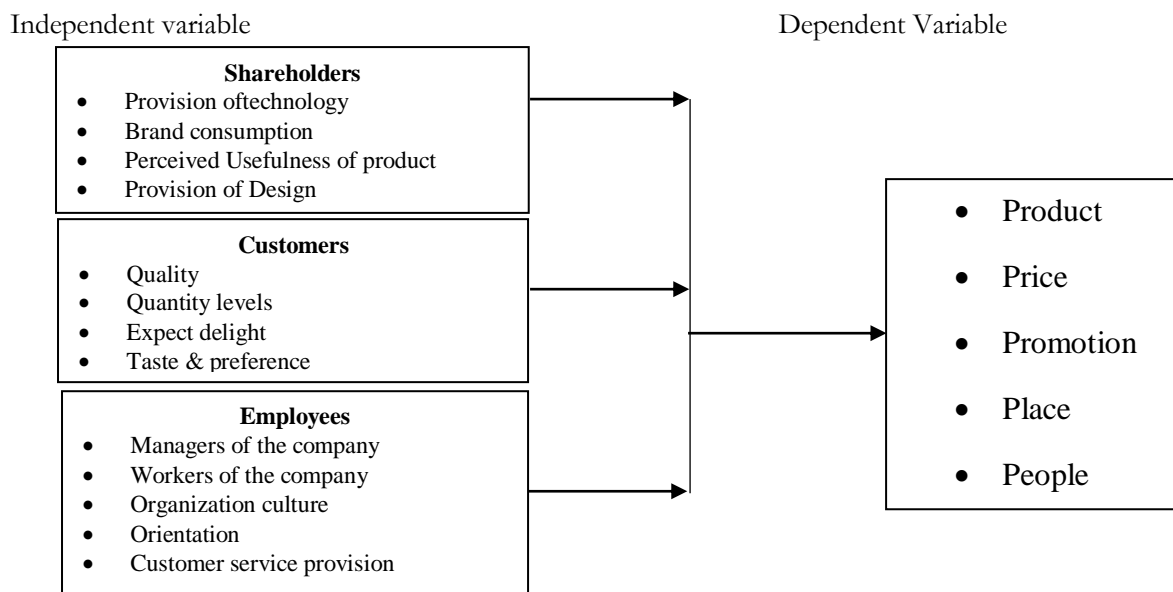 Independent variable
Dependent Variable
Shareholders
• Provision oftechnology
• Brand consumption
• Perceived Usefulness of product
• Provision of Design
Customers
• Quality
• Quantity levels
• Expect delight
• Taste & preference
Employees
• Managers of the company
• Workers of the company
• Organization culture
• Orientation
• Customer service provision
• Product
• Price
• Promotion
• Place
• People